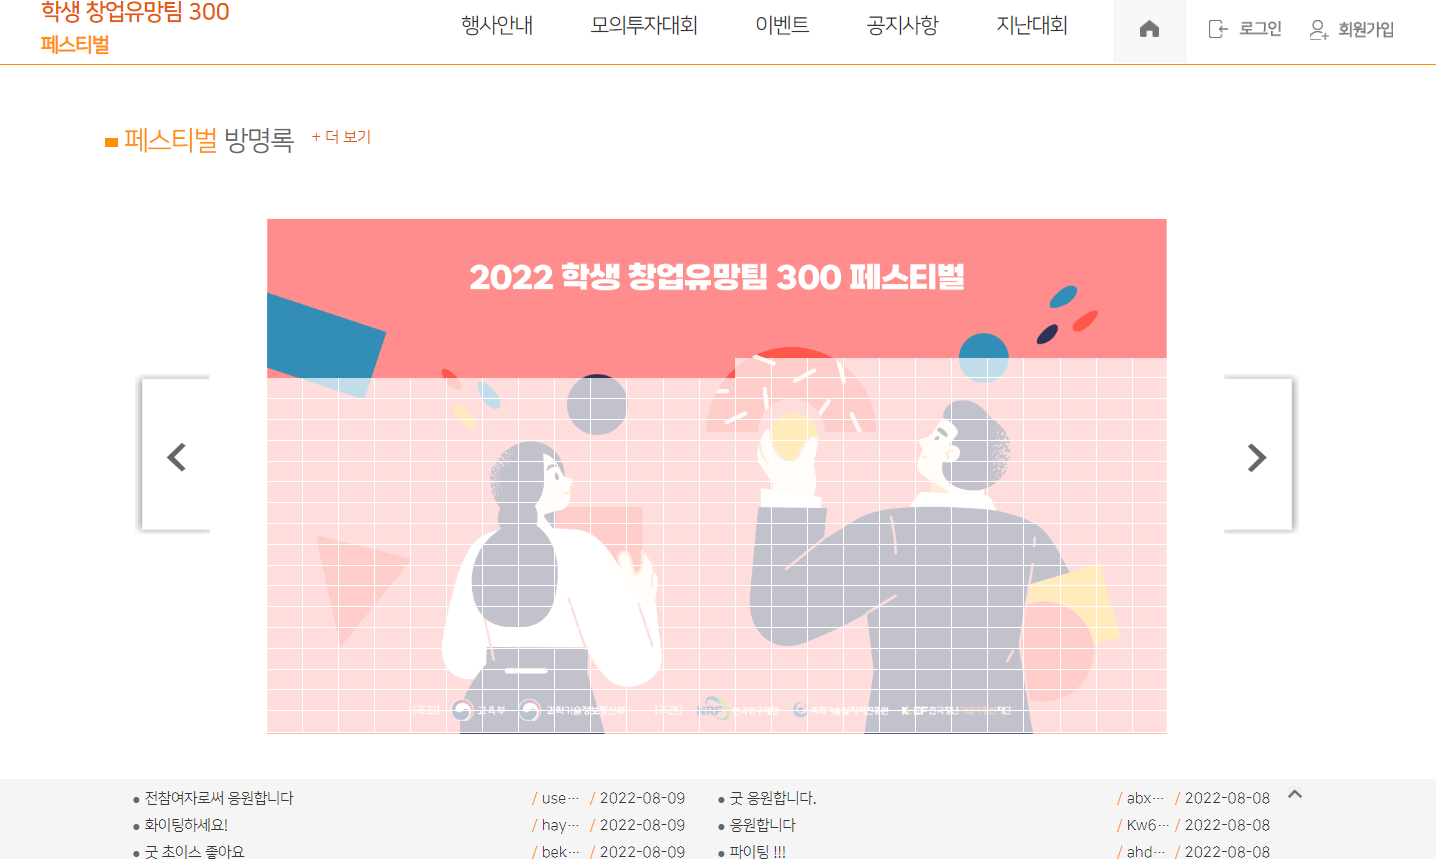 학생 창업유망팀 300
페스티벌
행사안내 모의투자대회 이벤트 공지사항 지난대회 로그인 회원가입
페스티벌 방명록 + 더 보기
2022 학생 창업유망팀 300 페스티벌
[주최] 교육부 과학기술정보통신부 [주관] NRF 한국연구재단
전참여자로써 응원합니다 / use… / 2022-08-09
굿 응원합니다. / abx… / 2022-08-08
화이팅하세요! / hay… / 2022-08-09
응원합니다 / Kw6… / 2022-08-08
굿 초이스 좋아요 / bek… / 2022-08-09
파이팅 !!! / ahd… / 2022-08-08